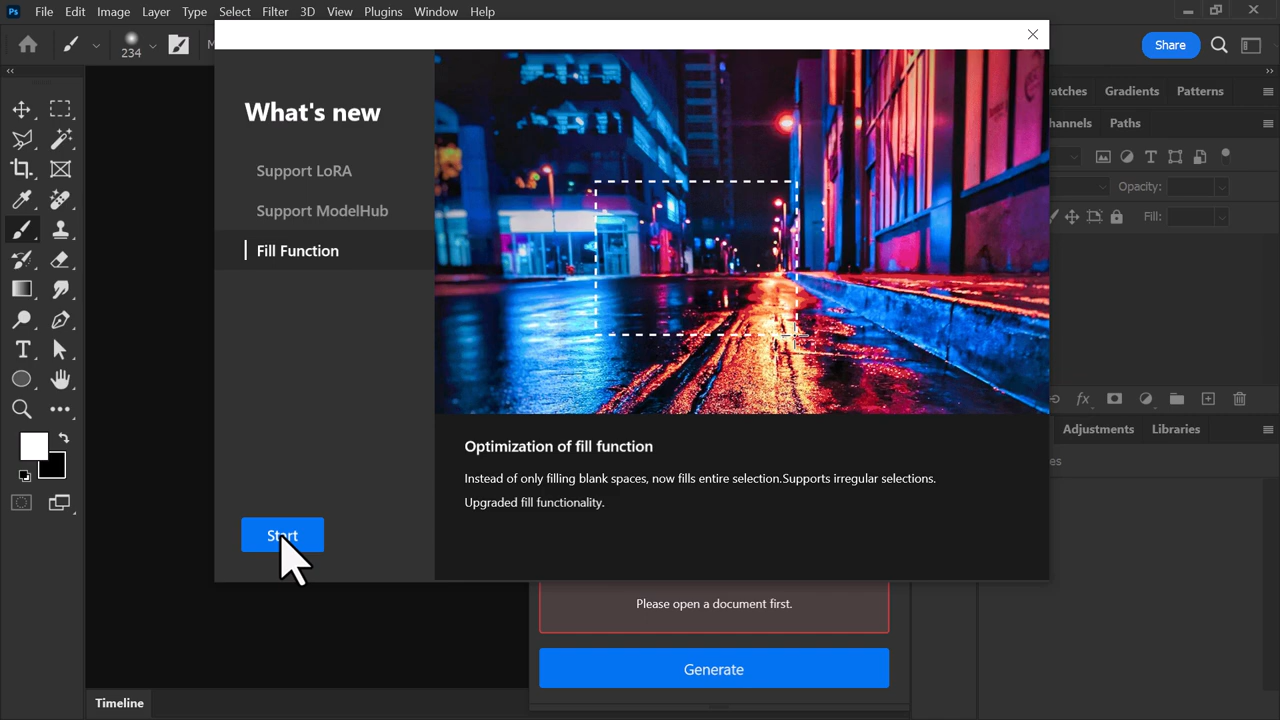 Ps File Edit Image Layer Type Select Filter 3D View Plugins Window Help
234
Share
What's new
Support LoRA
Support ModelHub
Fill Function
Start
Optimization of fill function
Instead of only filling blank spaces, now fills entire selection.Supports irregular selections.
Upgraded fill functionality.
Please open a document first.
Generate
Timeline
Gradients Patterns
Paths
Opacity:
Fill:
fx
Adjustments Libraries